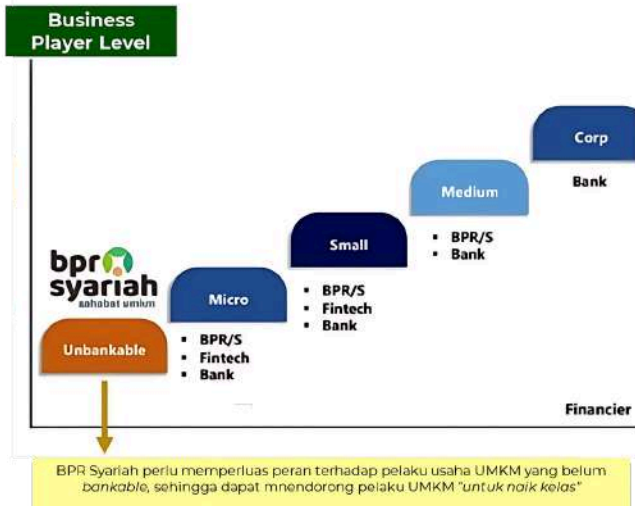 Business
Player Level
Corp
Bank
Medium
▪ BPR/S
▪ Bank
Small
▪ BPR/S
▪ Fintech
▪ Bank
bpr
syariah
sahabat umkm
Micro
▪ BPR/S
▪ Fintech
▪ Bank
Unbankable
Financier
BPR Syariah perlu memperluas peran terhadap pelaku usaha UMKM yang belum
bankable, sehingga dapat mnendorong pelaku UMKM "untuk naik kelas"